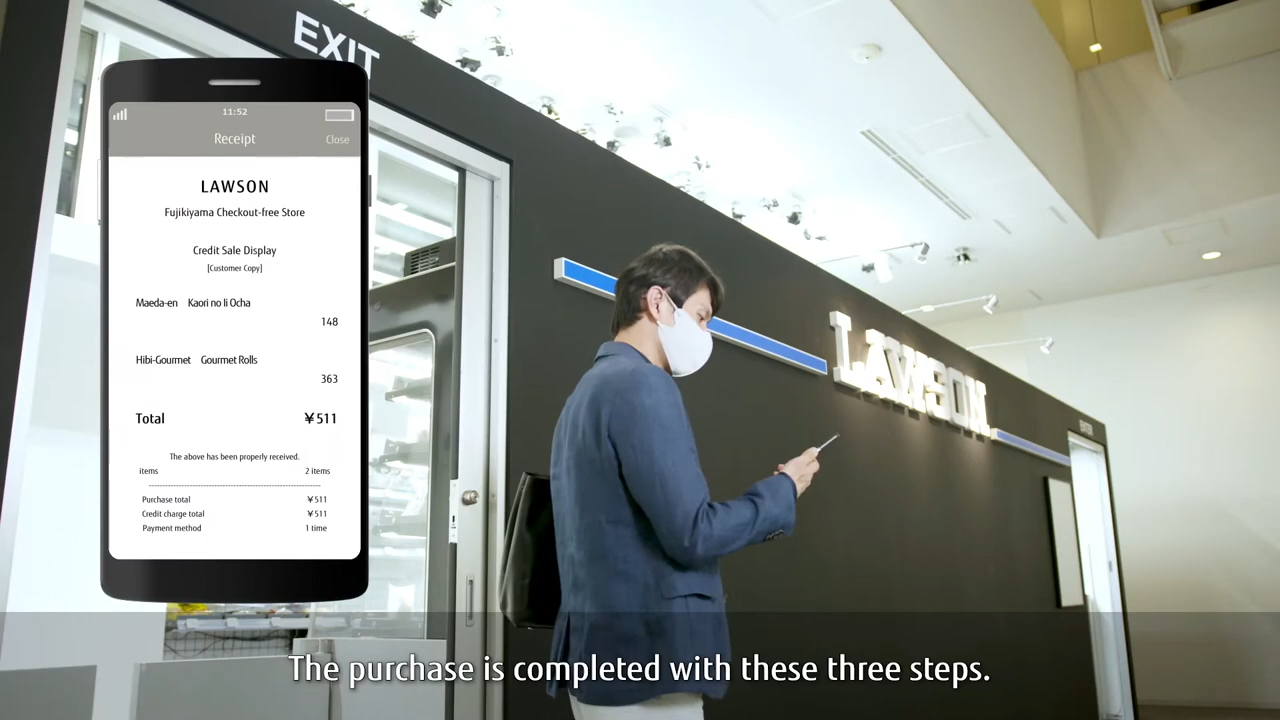 EXIT
11:52
Receipt Close
LAWSON
Fujikiyama Checkout-free Store
Credit Sale Display
[Customer Copy]
Maeda-en Kaori no Ii Ocha
148
Hibi-Gourmet Gourmet Rolls
363
Total ¥511
The above has been properly received.
items 2 items
Purchase total ¥511
Credit charge total ¥511
Payment method 1 time
LAWSON
ENTER
The purchase is completed with these three steps.